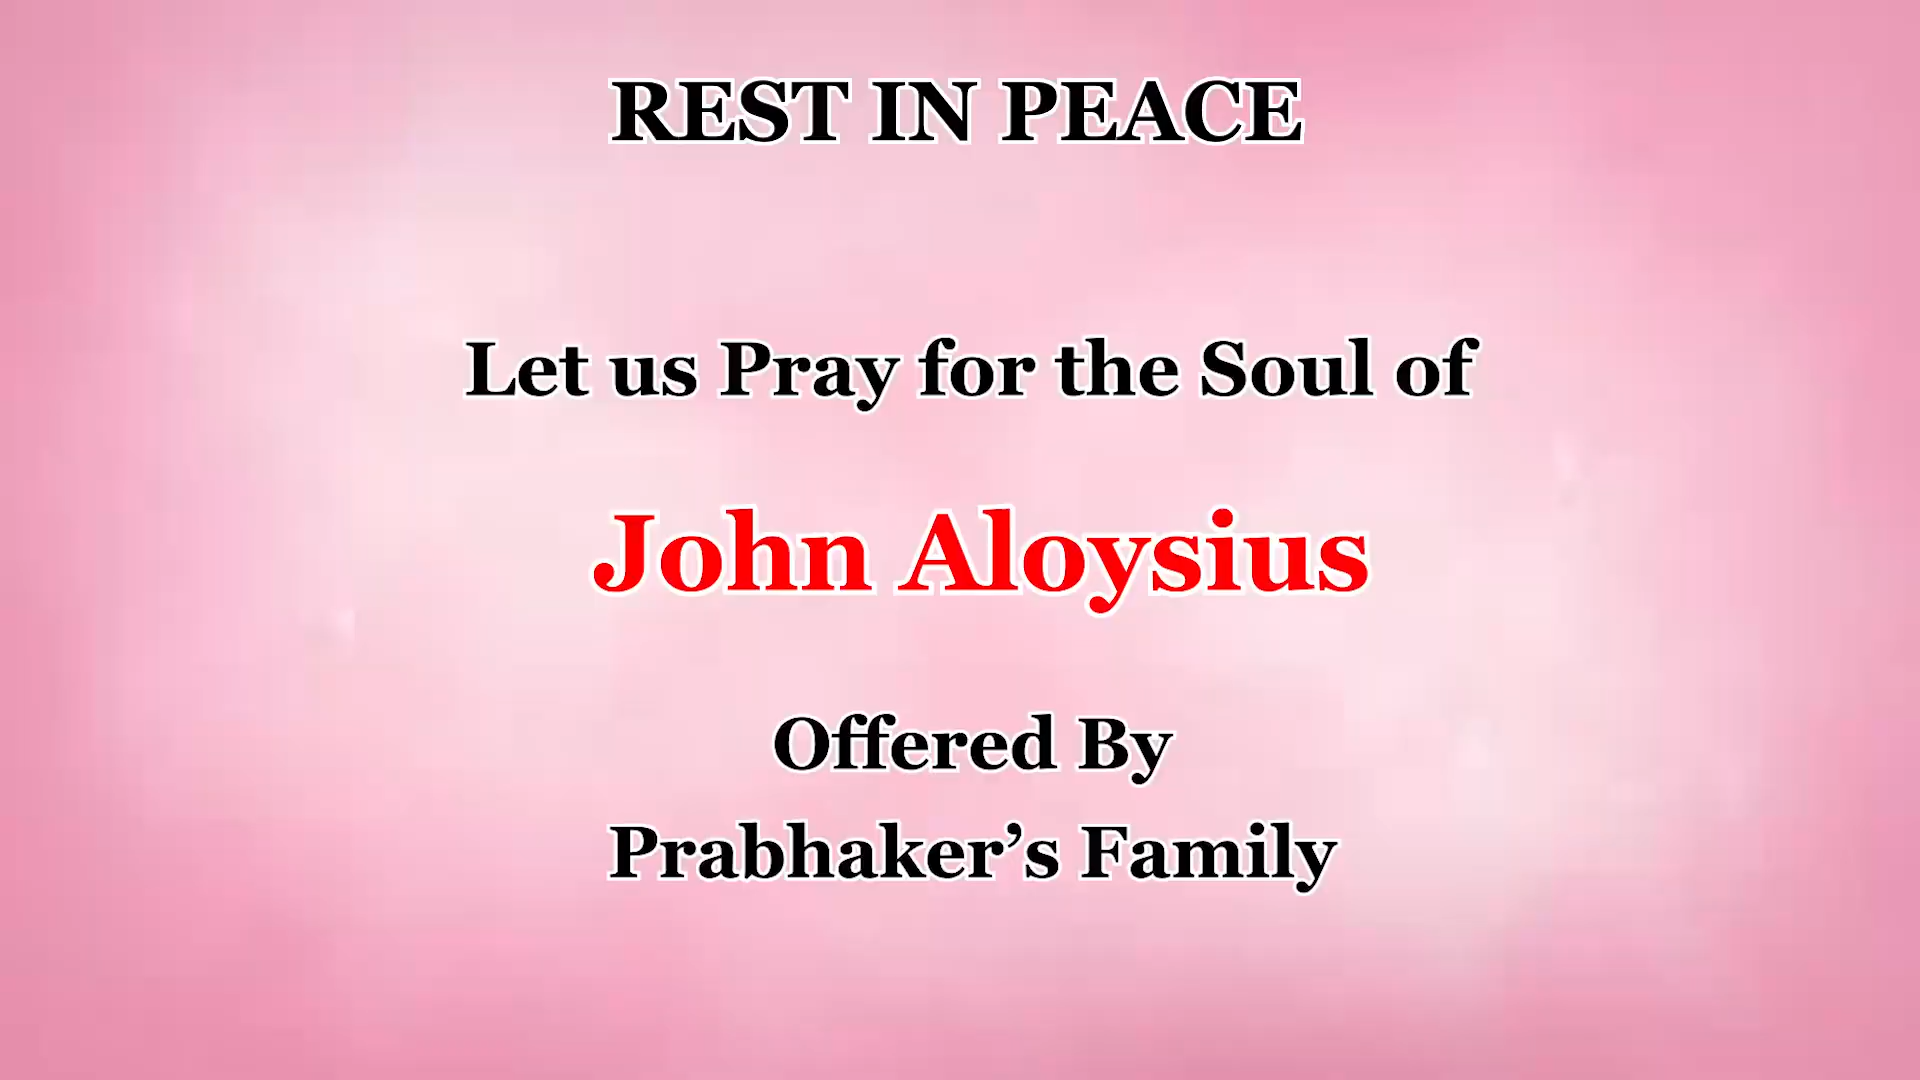 REST IN PEACE
Let us Pray for the Soul of
John Aloysius
Offered By
Prabhaker’s Family